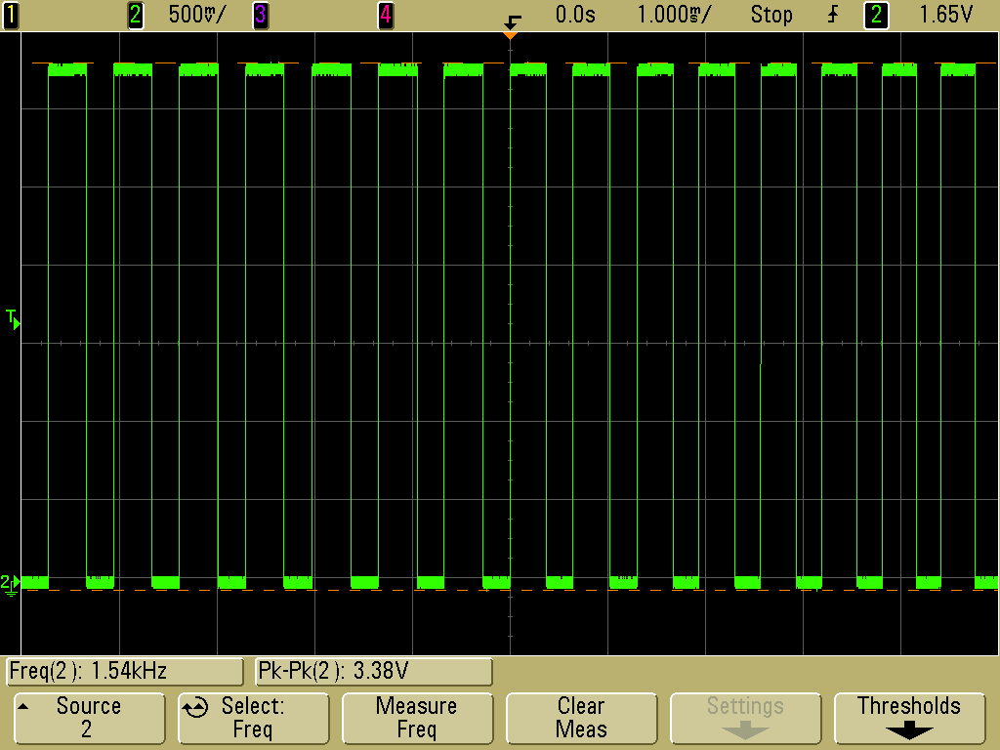 1 2 500mV/ 3 4 0.0s 1.000ms/ Stop 2 1.65V
T
2
Freq(2): 1.54kHz Pk-Pk(2): 3.38V
Source Select: Measure Clear Settings Thresholds
2 Freq Freq Meas